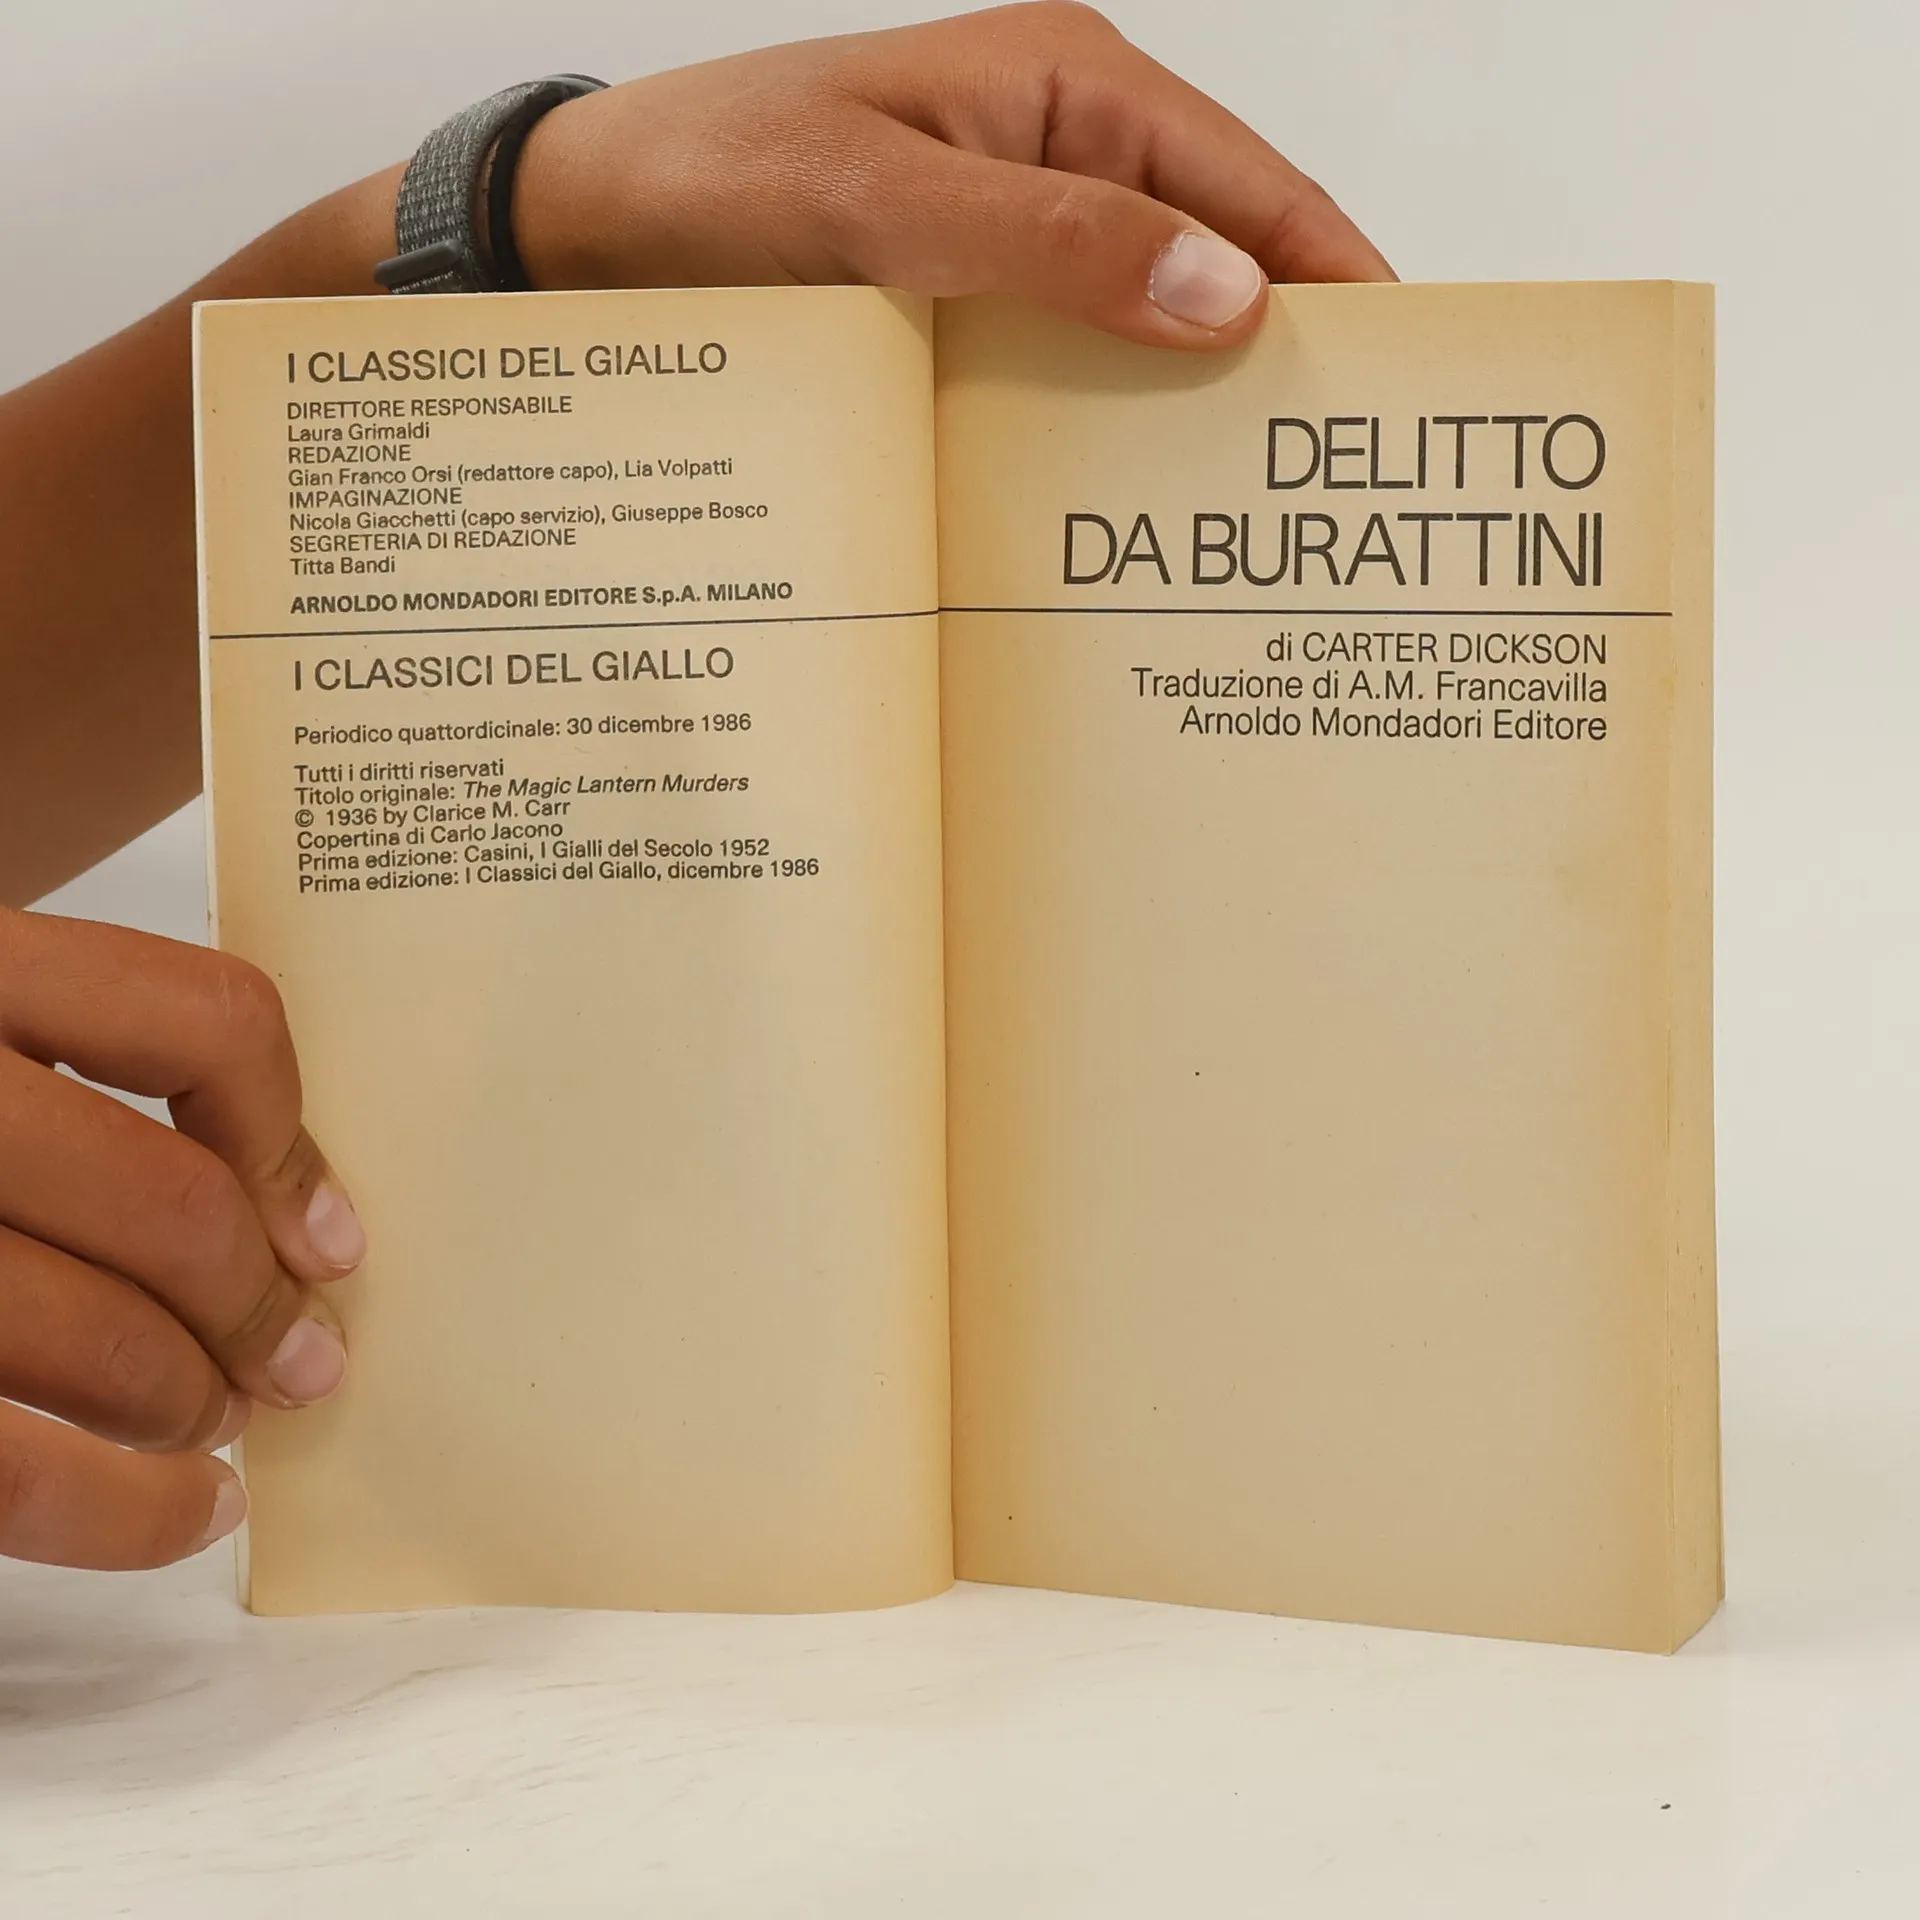 I CLASSICI DEL GIALLO
DIRETTORE RESPONSABILE
Laura Grimaldi
REDAZIONE
Gian Franco Orsi (redattore capo), Lia Volpatti
IMPAGINAZIONE
Nicola Giacchetti (capo servizio), Giuseppe Bosco
SEGRETERIA DI REDAZIONE
Titta Bandi
ARNOLDO MONDADORI EDITORE S.p.A. MILANO
I CLASSICI DEL GIALLO
Periodico quattordicinale: 30 dicembre 1986
Tutti i diritti riservati
Titolo originale: The Magic Lantern Murders
© 1936 by Clarice M. Carr
Copertina di Carlo Jacono
Prima edizione: Casini, I Gialli del Secolo 1952
Prima edizione: I Classici del Giallo, dicembre 1986
DELITTO
DA BURATTINI
di CARTER DICKSON
Traduzione di A.M. Francavilla
Arnoldo Mondadori Editore